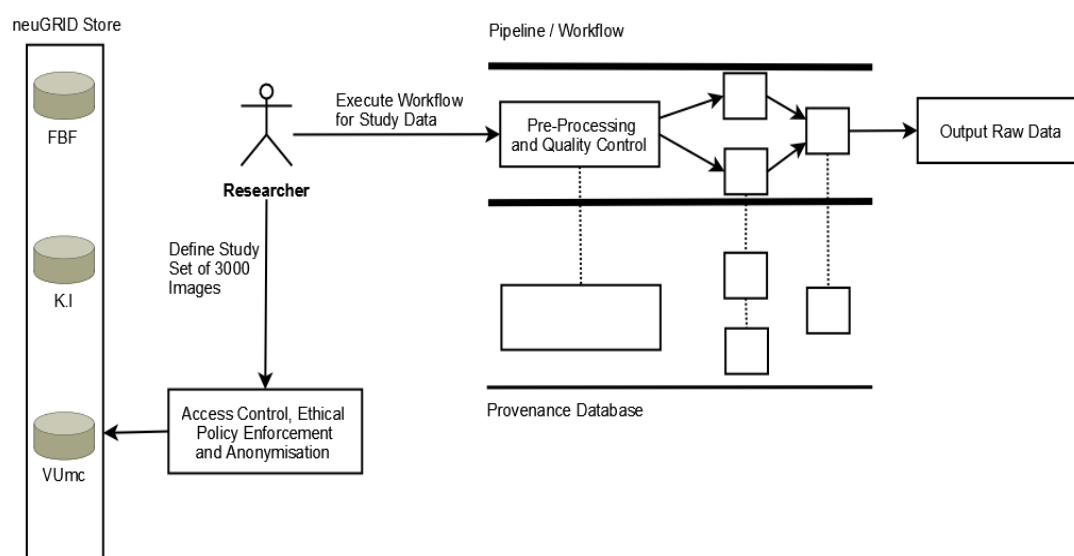 neuGRID Store
FBF
K.I
VUmc
Researcher
Execute Workflow
for Study Data
Define Study
Set of 3000
Images
Access Control, Ethical
Policy Enforcement
and Anonymisation
Pipeline / Workflow
Pre-Processing
and Quality Control
Output Raw Data
Provenance Database